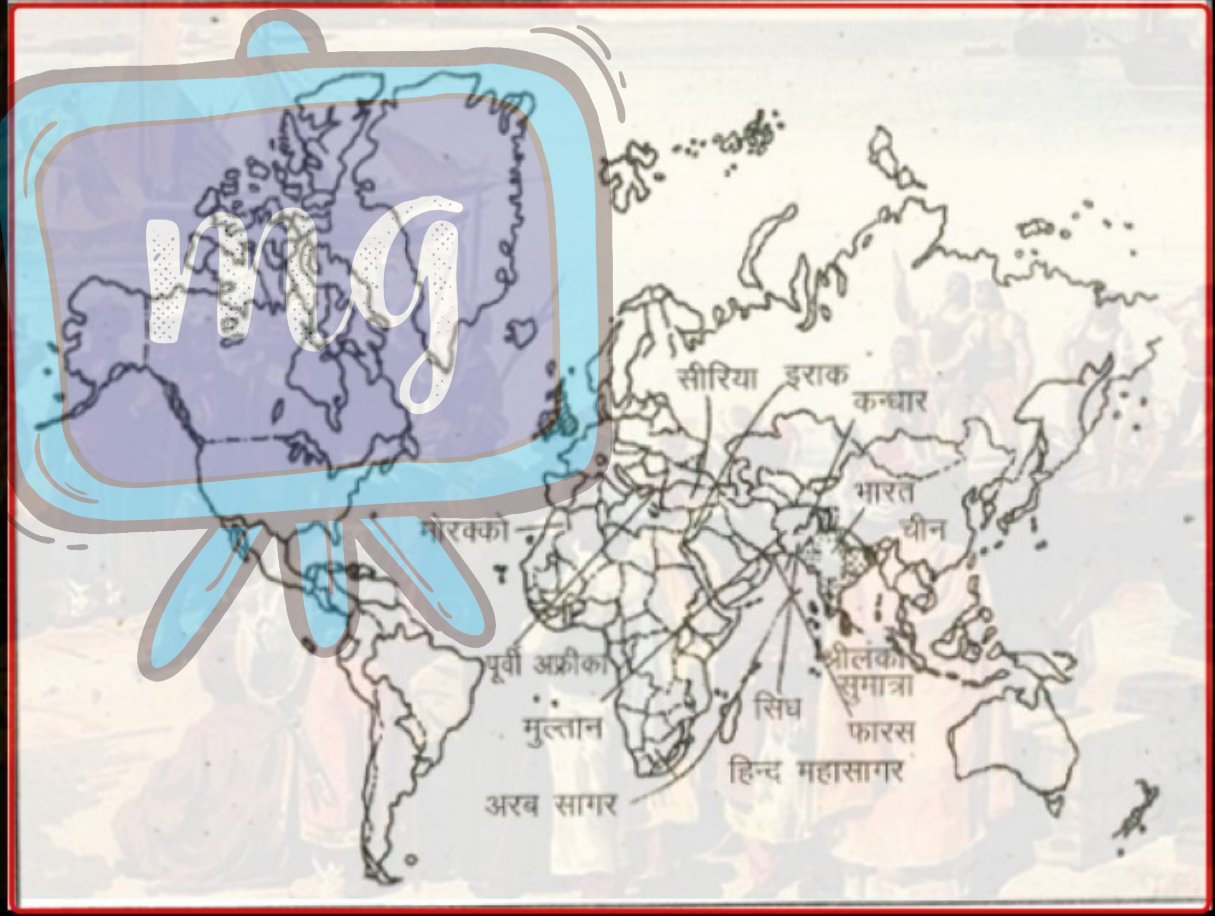 mg
सीरिया
इराक
कन्धार
भारत
मोरक्को
चीन
पूर्वी अफ्रीका
श्रीलंका
सुमात्रा
सिंध
मुल्तान
फारस
हिन्द महासागर
अरब सागर